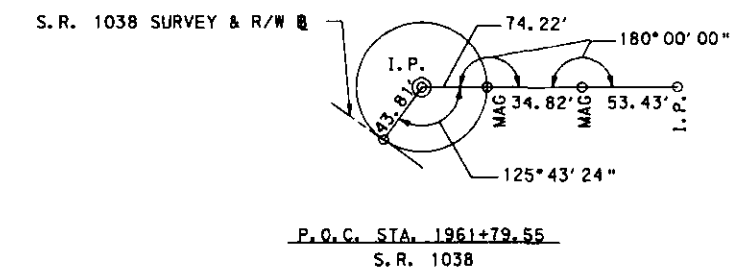 S.R. 1038 SURVEY & R/W ℄
74.22'
180°00'00"
I.P.
43.81'
MAG
34.82'
MAG
53.43'
I.P.
125°43'24"
P.O.C. STA. 1961+79.55
S.R. 1038